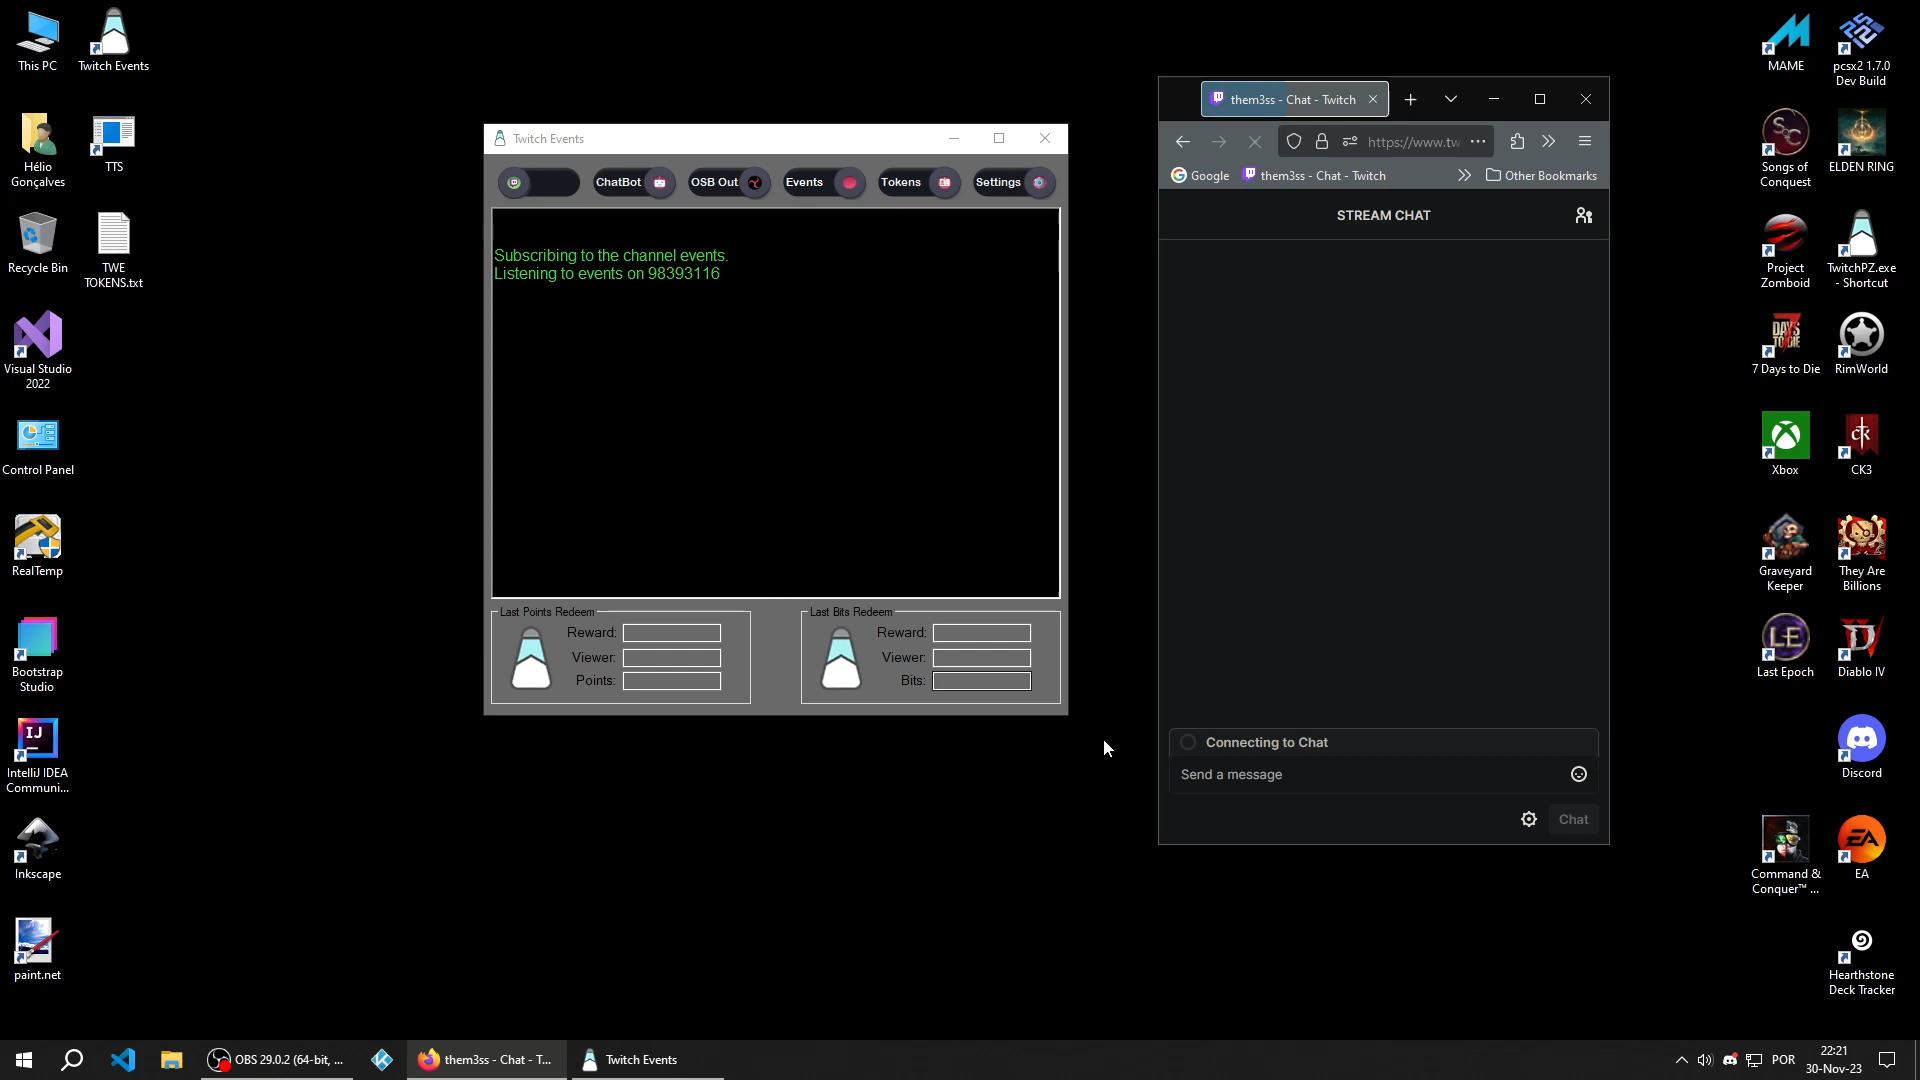 This PC
Twitch Events
Hélio
Gonçalves
TTS
Recycle Bin
TWE
TOKENS.txt
Visual Studio
2022
Control Panel
RealTemp
Bootstrap
Studio
IntelliJ IDEA
Communi...
Inkscape
paint.net
Twitch Events
ChatBot
OSB Out
Events
Tokens
Settings
Subscribing to the channel events.
Listening to events on 98393116
Last Points Redeem
Reward:
Viewer:
Points:
Last Bits Redeem
Reward:
Viewer:
Bits:
them3ss - Chat - Twitch
https://www.tw
Google
them3ss - Chat - Twitch
Other Bookmarks
STREAM CHAT
Connecting to Chat
Send a message
Chat
MAME
pcsx2 1.7.0
Dev Build
Songs of
Conquest
ELDEN RING
Project
Zomboid
TwitchPZ.exe
- Shortcut
7 Days to Die
RimWorld
Xbox
CK3
Graveyard
Keeper
They Are
Billions
Last Epoch
Diablo IV
Discord
Command &
Conquer™ ...
EA
Hearthstone
Deck Tracker
OBS 29.0.2 (64-bit, ...
them3ss - Chat - T...
Twitch Events
POR
22:21
30-Nov-23